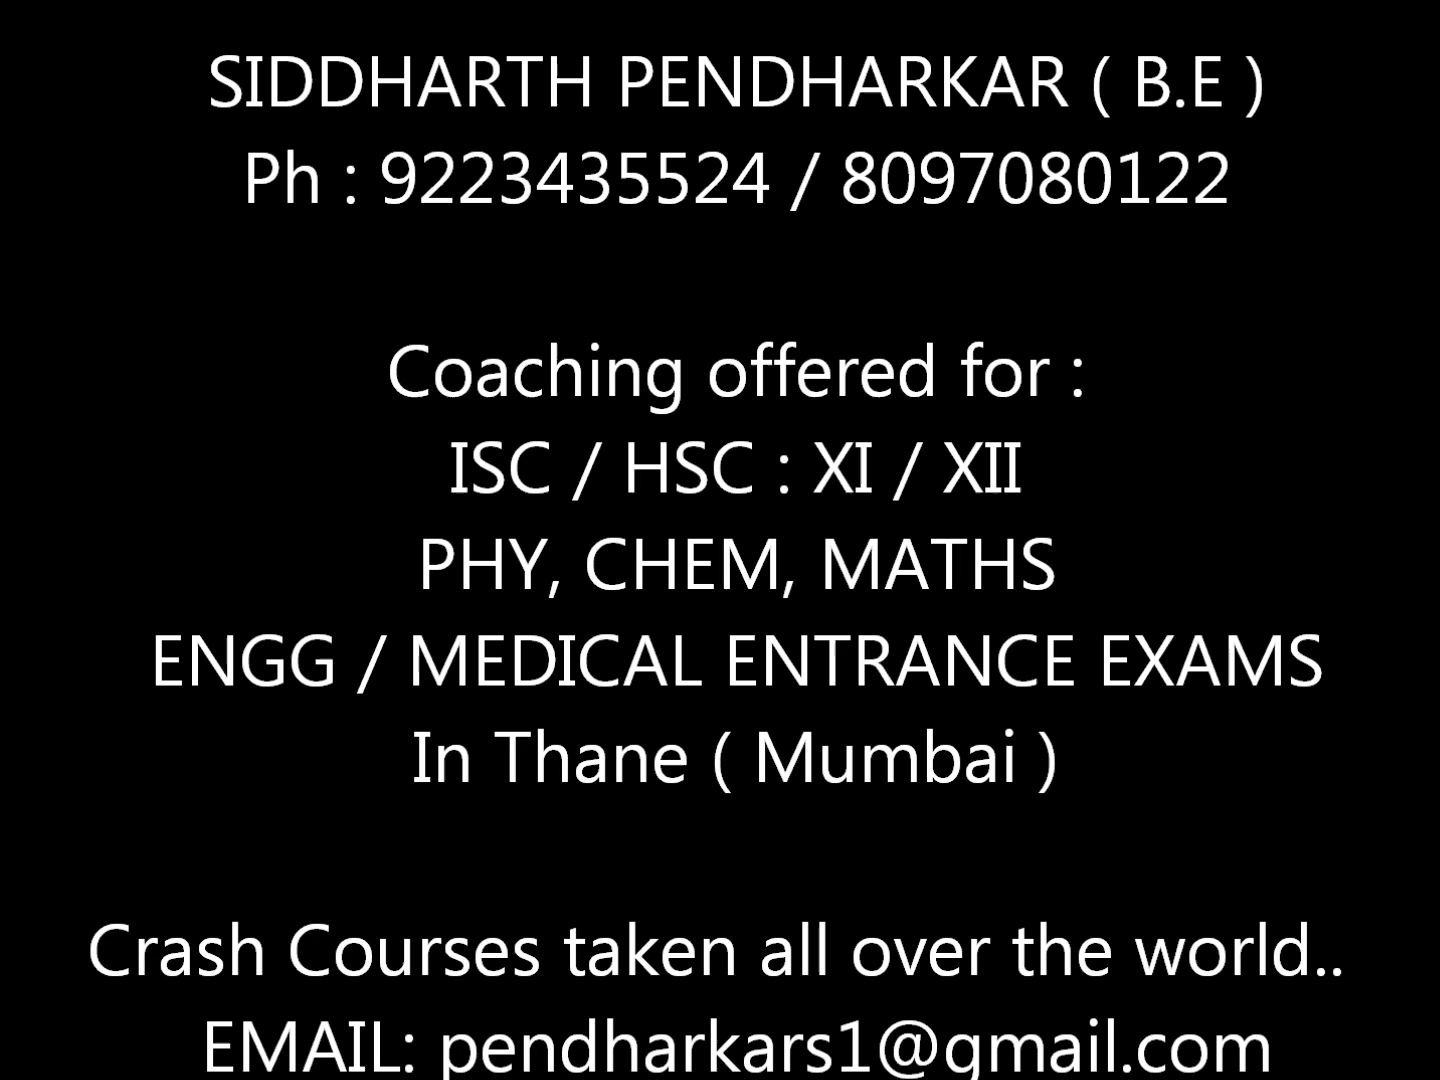 SIDDHARTH PENDHARKAR ( B.E )
Ph : 9223435524 / 8097080122
Coaching offered for :
ISC / HSC : XI / XII
PHY, CHEM, MATHS
ENGG / MEDICAL ENTRANCE EXAMS
In Thane ( Mumbai )
Crash Courses taken all over the world..
EMAIL: pendharkars1@gmail.com